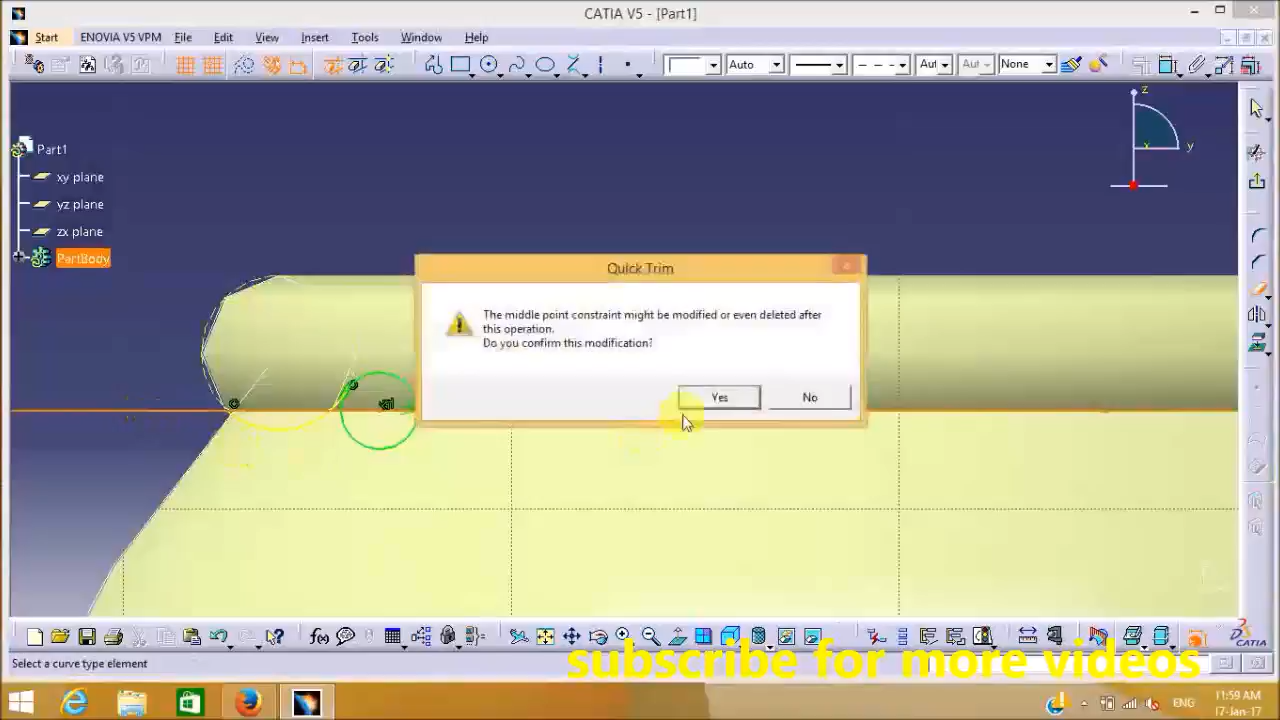 CATIA V5 - [Part1]
Start ENOVIA V5 VPM File Edit View Insert Tools Window Help
Auto Aut Aut None
z
x y
Part1
xy plane
yz plane
zx plane
PartBody
Quick Trim
The middle point constraint might be modified or even deleted after
this operation.
Do you confirm this modification?
Yes No
CATIA
Select a curve type element
subscribe for more videos
ENG
11:59 AM
17-Jan-17